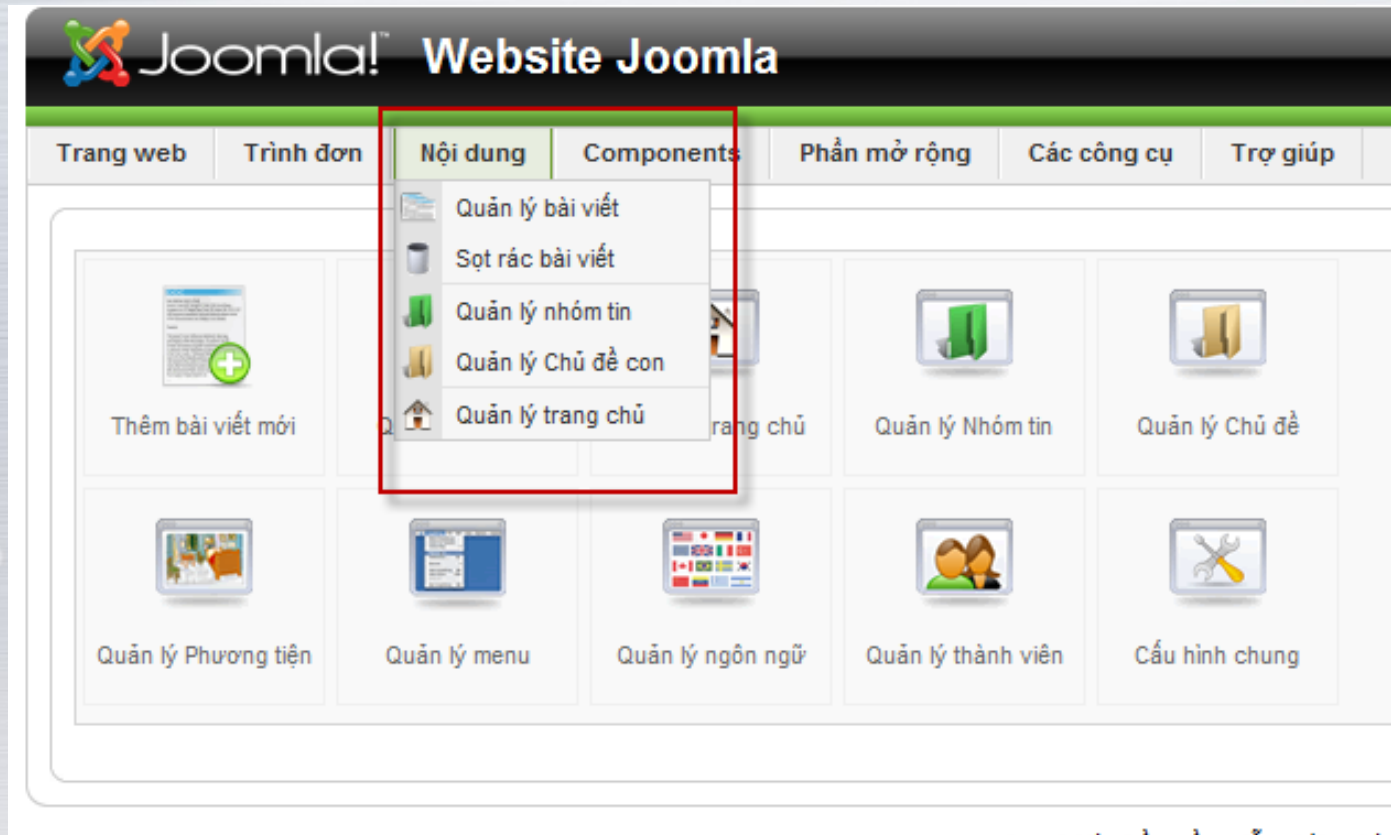 Joomla!™ Website Joomla
Trang web Trình đơn Nội dung Components Phần mở rộng Các công cụ Trợ giúp
Quản lý bài viết
Sọt rác bài viết
Quản lý nhóm tin
Quản lý Chủ đề con
Quản lý trang chủ
Thêm bài viết mới Q rang chủ Quản lý Nhóm tin Quản lý Chủ đề
Quản lý Phương tiện Quản lý menu Quản lý ngôn ngữ Quản lý thành viên Cấu hình chung